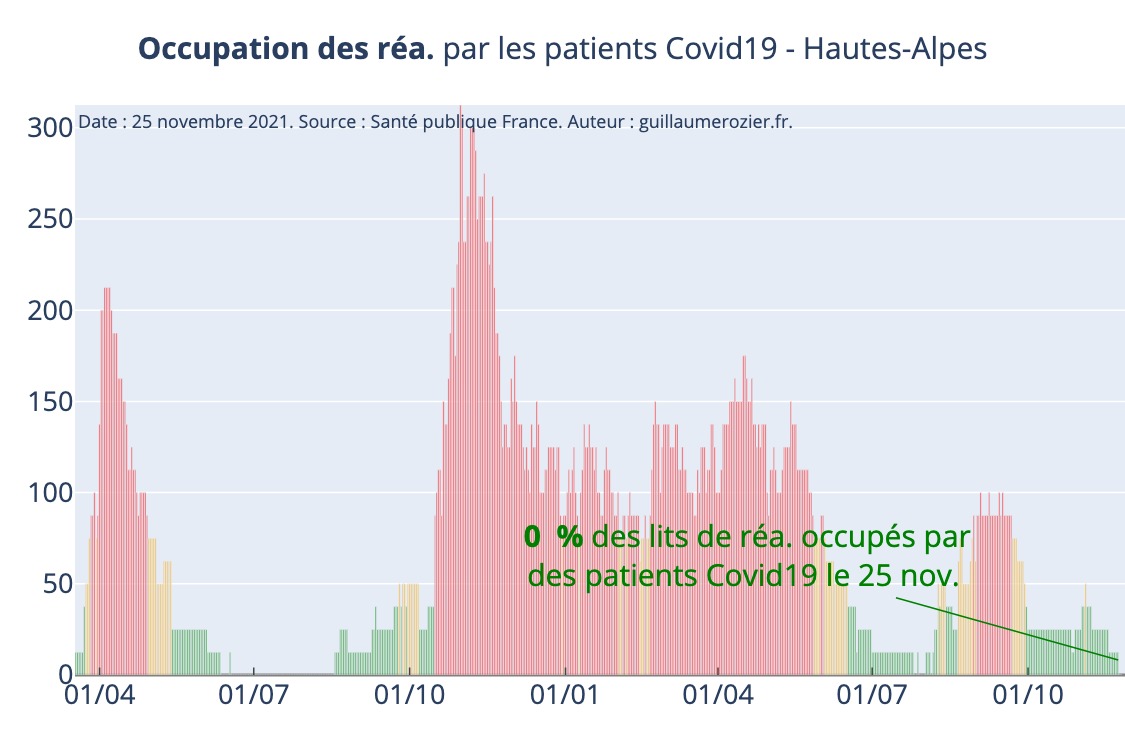 Occupation des réa. par les patients Covid19 - Hautes-Alpes
Date : 25 novembre 2021. Source : Santé publique France. Auteur : guillaumerozier.fr.
300
250
200
150
100
50
0
0 % des lits de réa. occupés par
des patients Covid19 le 25 nov.
01/04 01/07 01/10 01/01 01/04 01/07 01/10